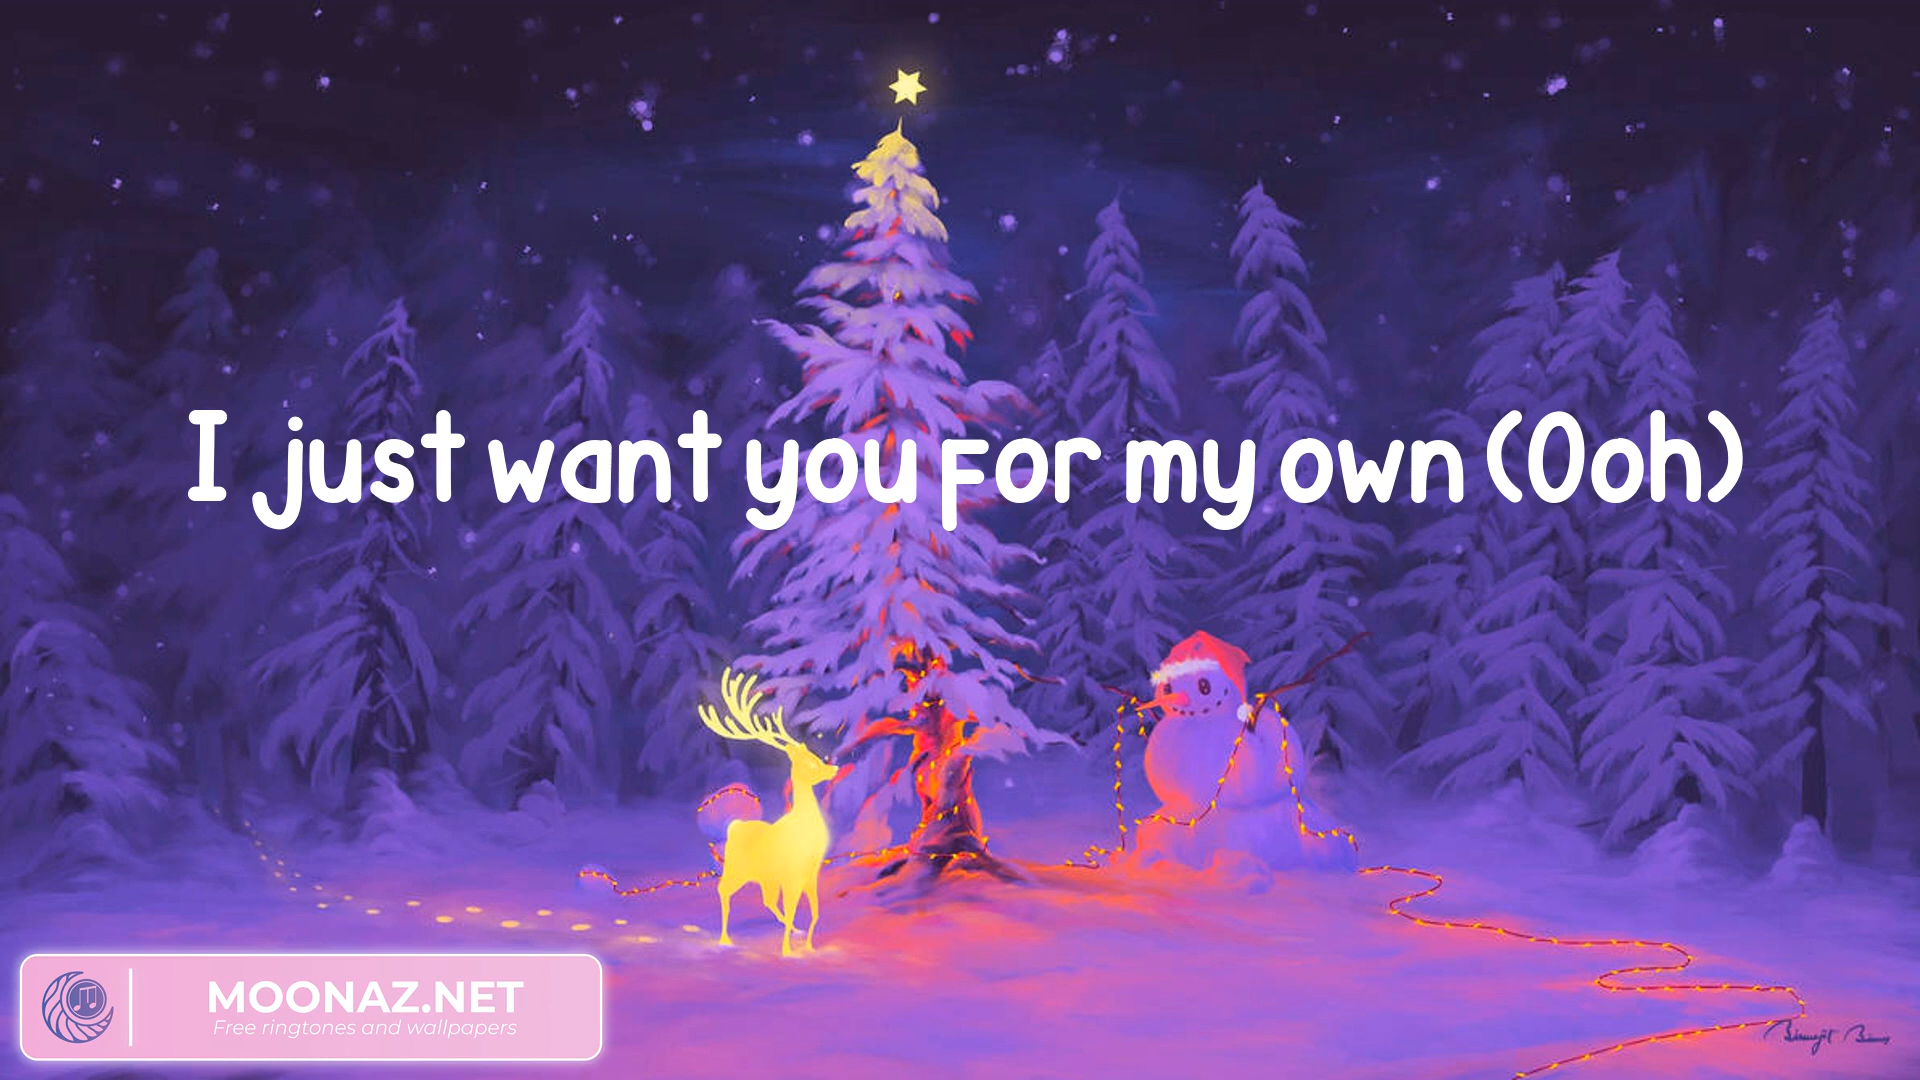 I just want you for my own (Ooh)
MOONAZ.NET
Free ringtones and wallpapers